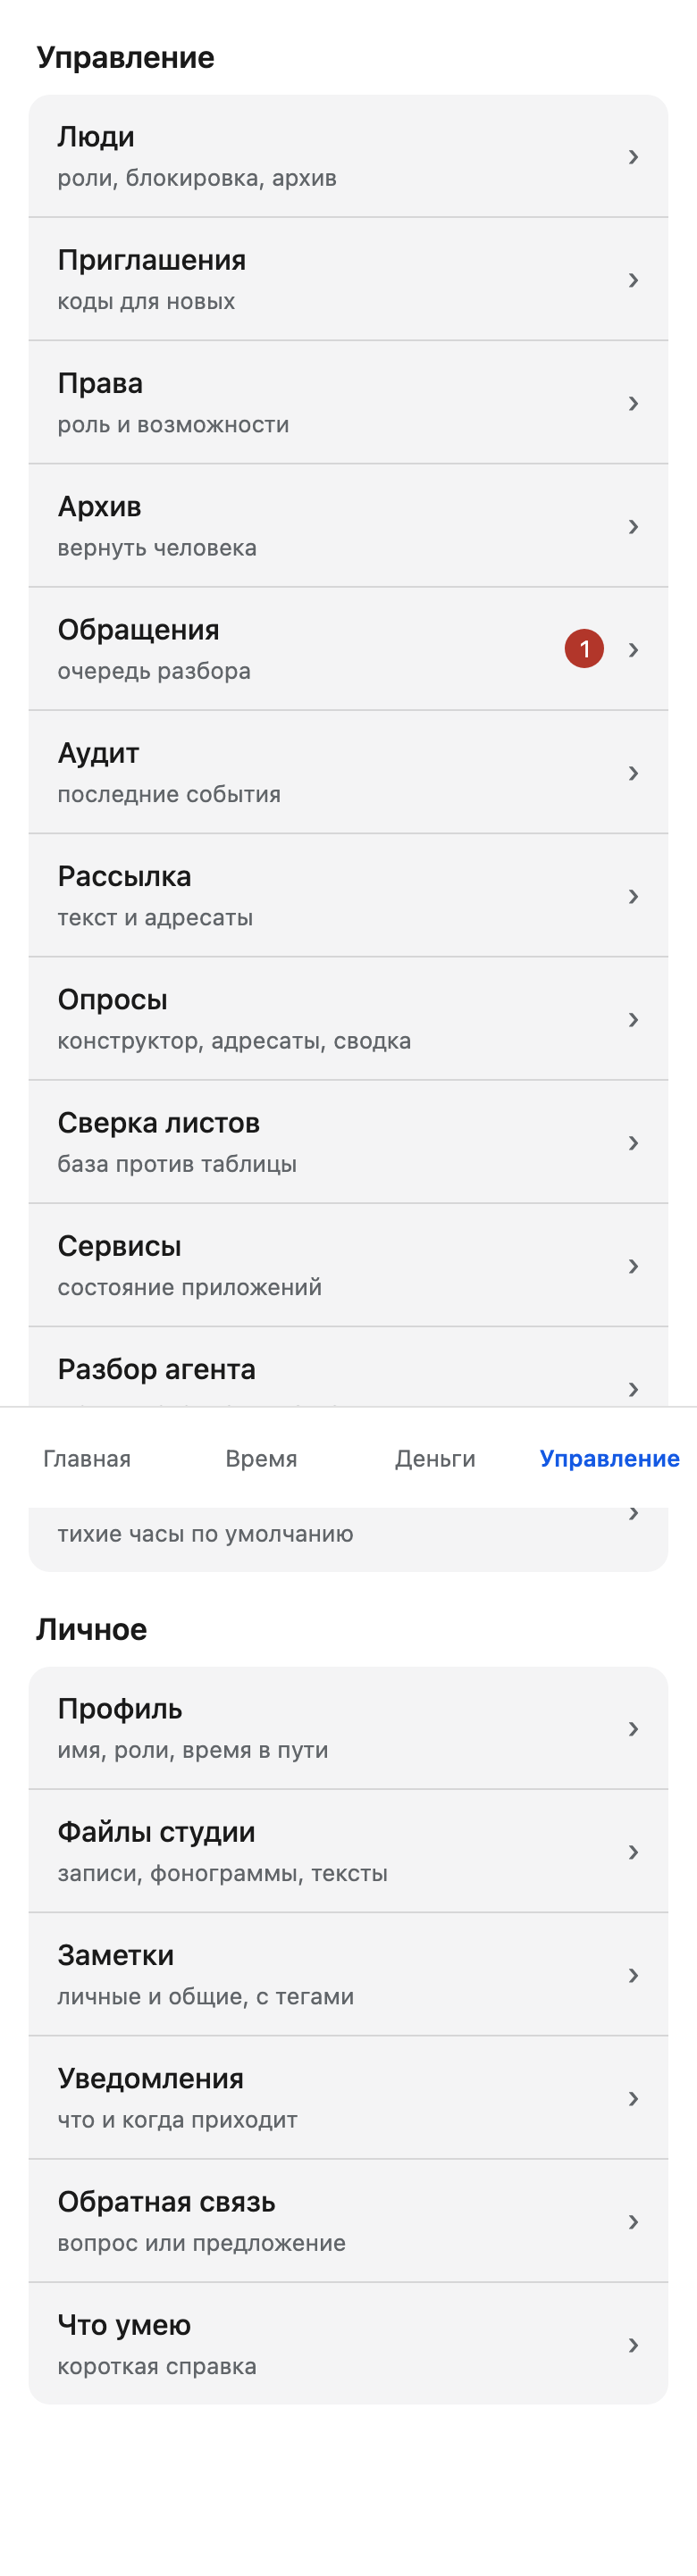 Управление
Люди
роли, блокировка, архив
Приглашения
коды для новых
Права
роль и возможности
Архив
вернуть человека
Обращения
1
очередь разбора
Аудит
последние события
Рассылка
текст и адресаты
Опросы
конструктор, адресаты, сводка
Сверка листов
база против таблицы
Сервисы
состояние приложений
Разбор агента
Главная Время Деньги Управление
тихие часы по умолчанию
Личное
Профиль
имя, роли, время в пути
Файлы студии
записи, фонограммы, тексты
Заметки
личные и общие, с тегами
Уведомления
что и когда приходит
Обратная связь
вопрос или предложение
Что умею
короткая справка